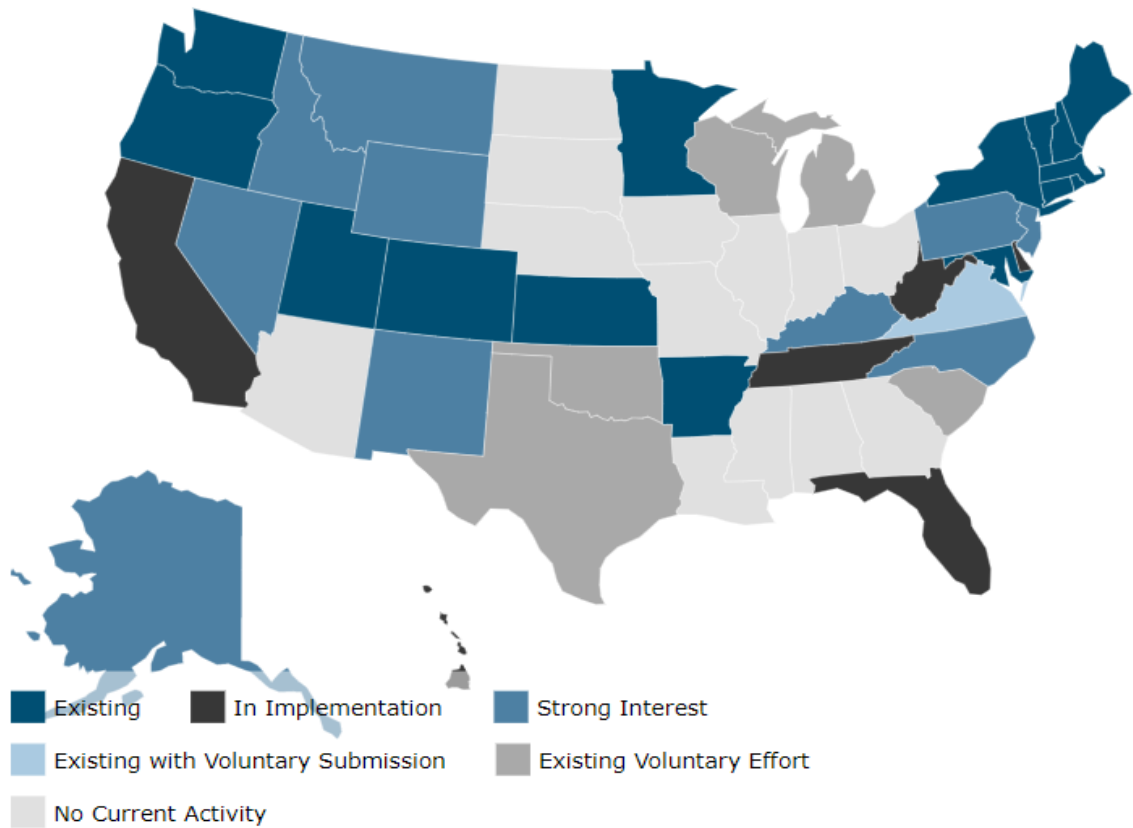 Existing In Implementation Strong Interest
Existing with Voluntary Submission Existing Voluntary Effort
No Current Activity